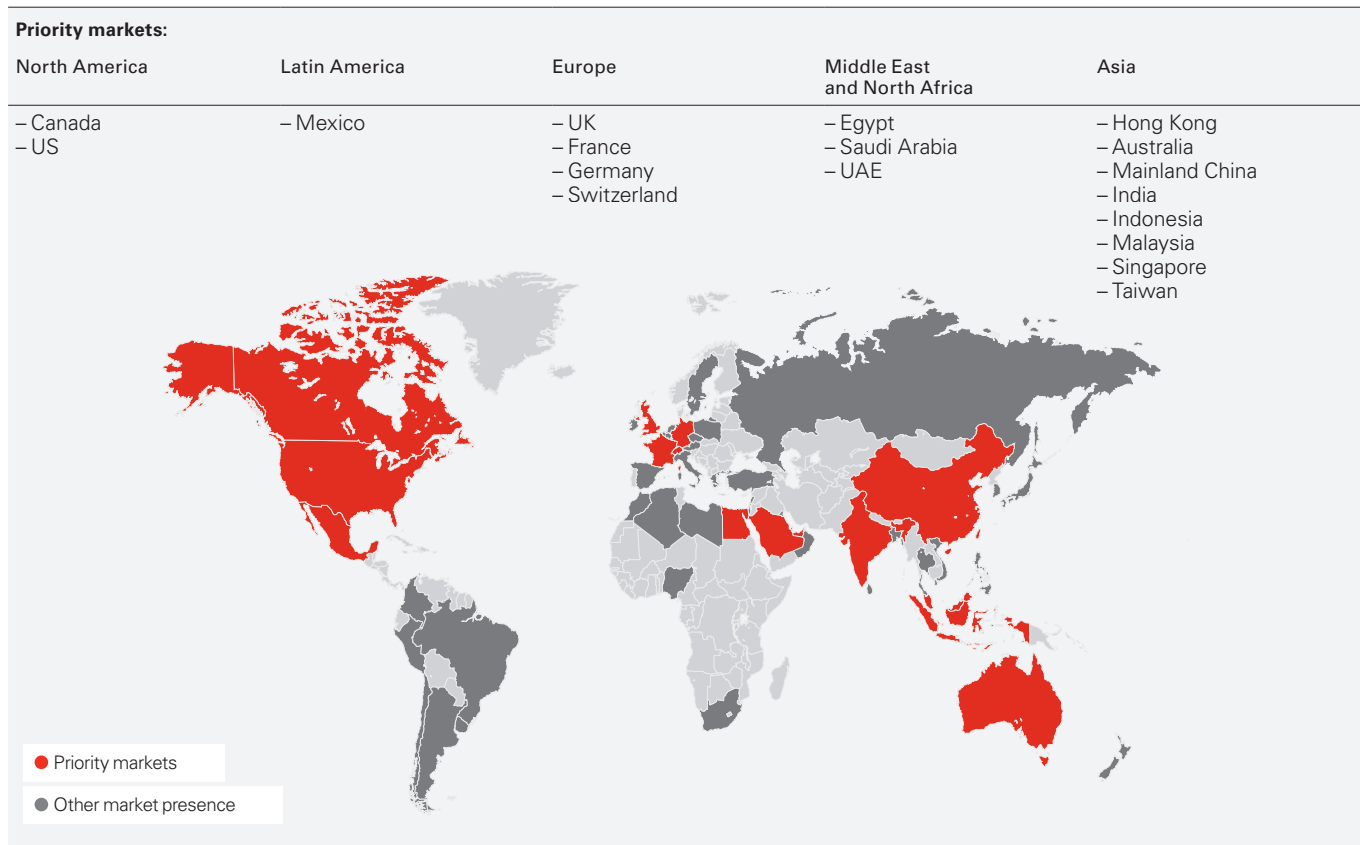 Priority markets:
North America
Latin America
Europe
Middle East
and North Africa
Asia
– Canada
– US
– Mexico
– UK
– France
– Germany
– Switzerland
– Egypt
– Saudi Arabia
– UAE
– Hong Kong
– Australia
– Mainland China
– India
– Indonesia
– Malaysia
– Singapore
– Taiwan
Priority markets
Other market presence